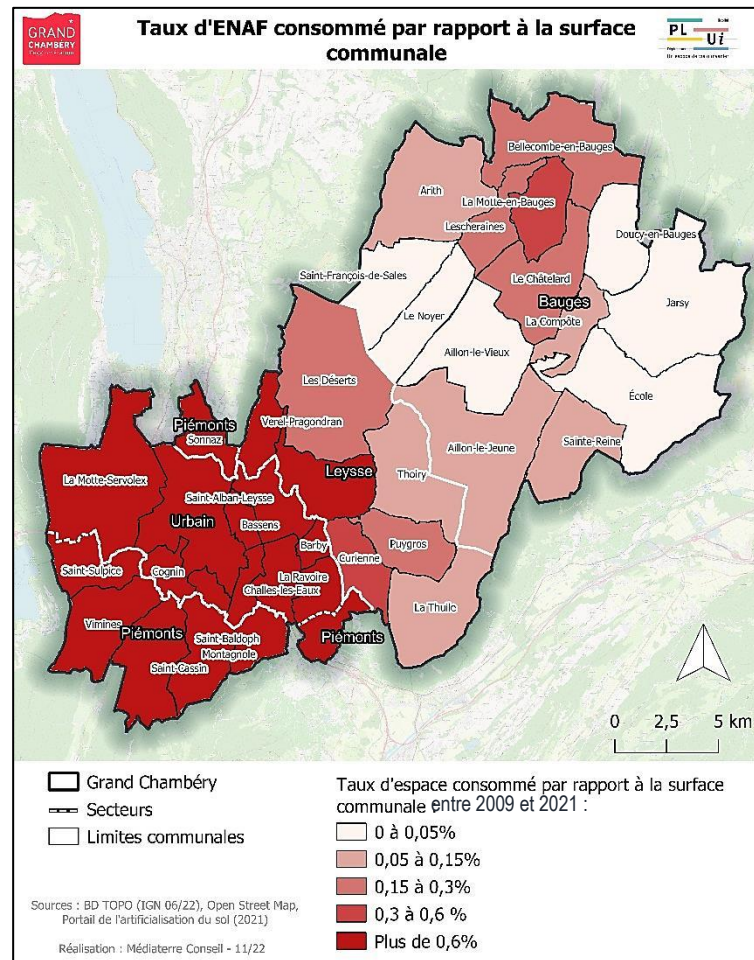 GRAND
CHAMBÉRY
Taux d'ENAF consommé par rapport à la surface
communale
PL
Ui
Bellecombe-en-Bauges
Arith
La Motte-en-Bauges
Lescheraines
Doucy-en-Bauges
Saint-François-de-Sales
Le Châtelard
Jarsy
Bauges
Le Noyer
La Compôte
Aillon-le-Vieux
Les Déserts
École
Piémonts
Sonnaz
Verel-Pragondran
Aillon-le-Jeune
Sainte-Reine
La Motte-Servolex
Leysse
Thoiry
Saint-Alban-Leysse
Urbain
Bassens
Barby
Curienne
Puygros
Saint-Sulpice
Cognin
La Ravoire
Challes-les-Eaux
La Thuile
Vimines
Piémonts
Saint-Baldoph
Piémonts
Montagnole
Saint-Cassin
0 2,5 5 km
Grand Chambéry
Secteurs
Limites communales
Taux d'espace consommé par rapport à la surface
communale entre 2009 et 2021 :
0 à 0,05%
0,05 à 0,15%
0,15 à 0,3%
0,3 à 0,6 %
Plus de 0,6%
Sources : BD TOPO (IGN 06/22), Open Street Map,
Portail de l'artificialisation du sol (2021)
Réalisation : Médiaterre Conseil - 11/22